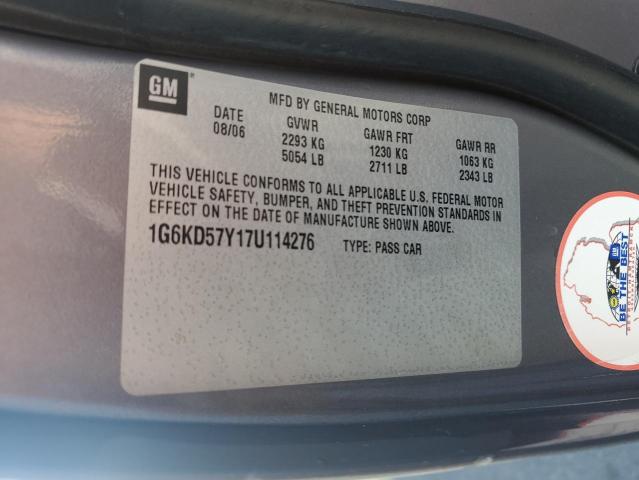 GM
MFD BY GENERAL MOTORS CORP
DATE GVWR GAWR FRT GAWR RR
08/06 2293 KG 1230 KG 1063 KG
5054 LB 2711 LB 2343 LB
THIS VEHICLE CONFORMS TO ALL APPLICABLE U.S. FEDERAL MOTOR
VEHICLE SAFETY, BUMPER, AND THEFT PREVENTION STANDARDS IN
EFFECT ON THE DATE OF MANUFACTURE SHOWN ABOVE.
1G6KD57Y17U114276 TYPE: PASS CAR
GM
BE THE BEST